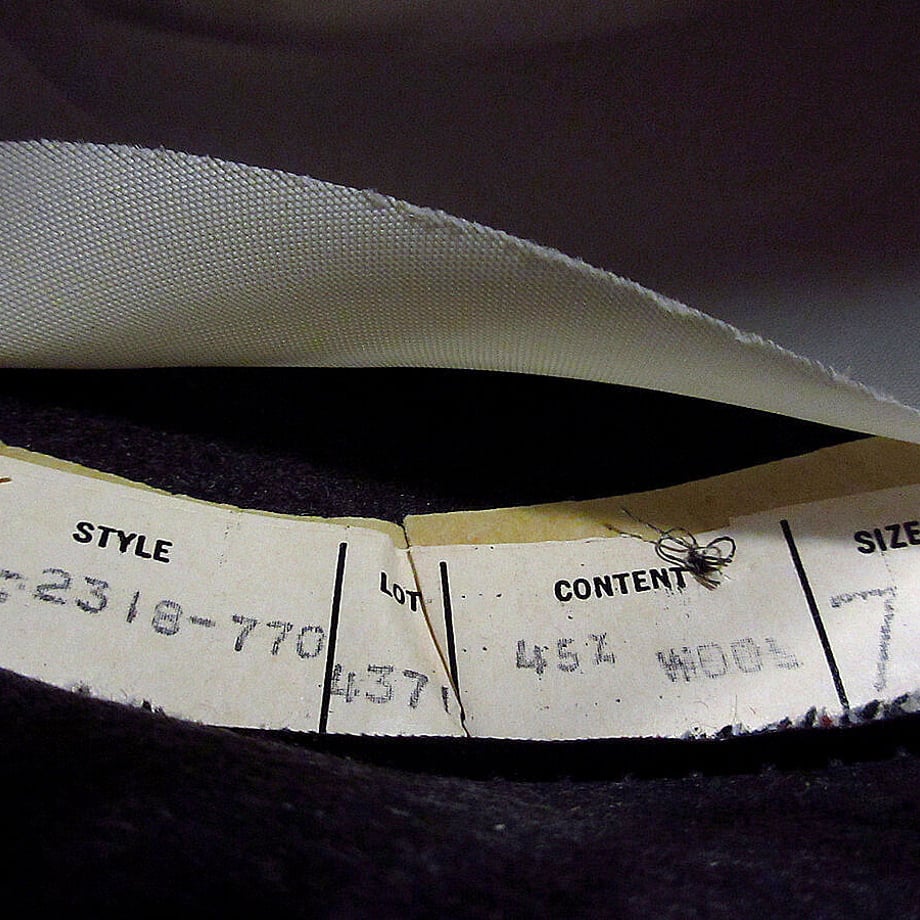 STYLE LOT CONTENT SIZE
-2318-770 4371 45% WOOL 7